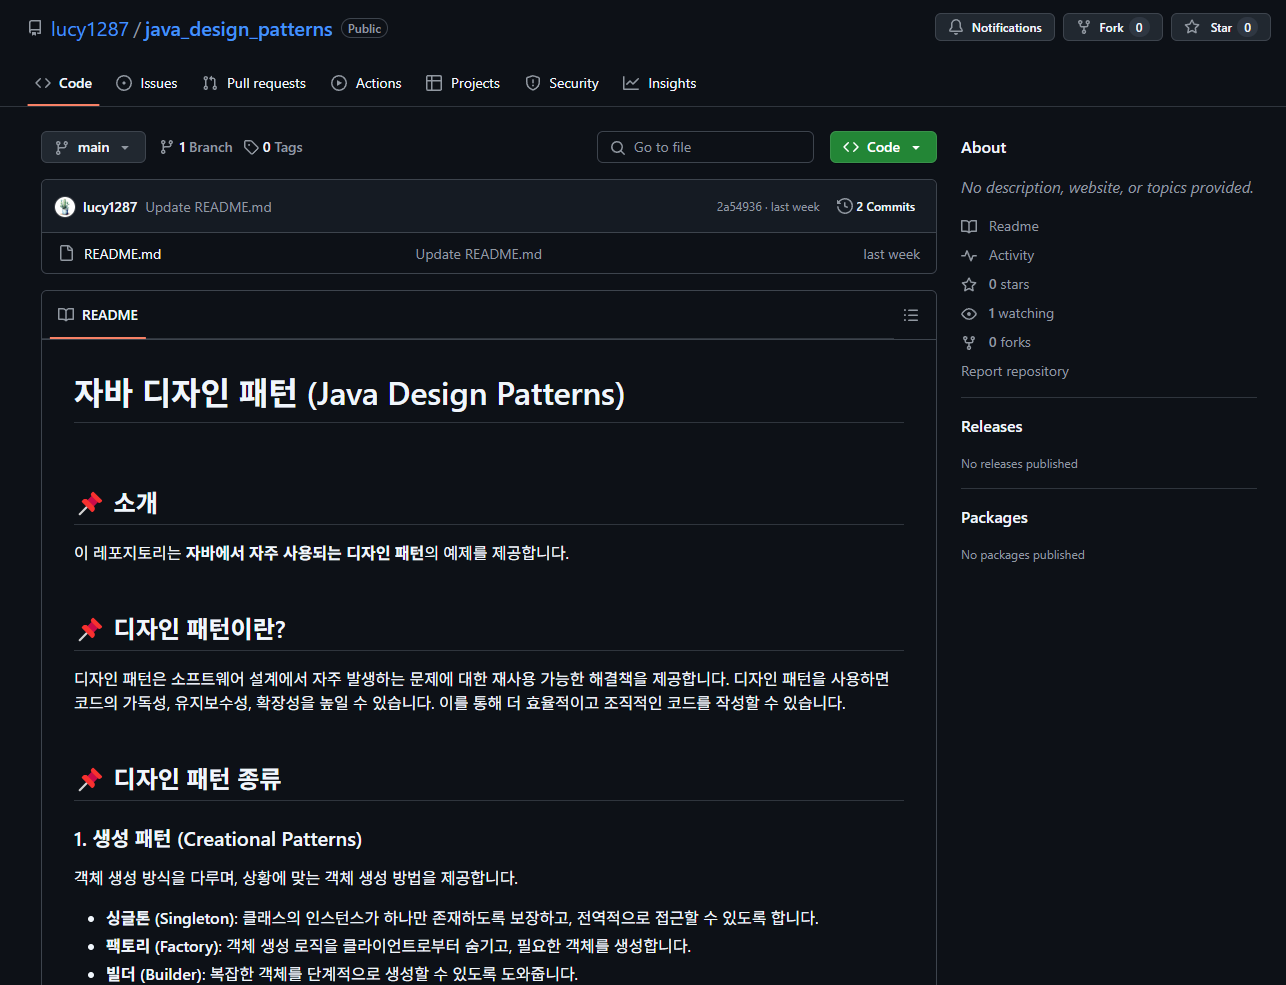 lucy1287 / java_design_patterns Public Notifications Fork 0 Star 0
Code Issues Pull requests Actions Projects Security Insights
main 1 Branch 0 Tags Go to file Code
lucy1287 Update README.md 2a54936 · last week 2 Commits
README.md Update README.md last week
README
자바 디자인 패턴 (Java Design Patterns)
소개
이 레포지토리는 자바에서 자주 사용되는 디자인 패턴의 예제를 제공합니다.
디자인 패턴이란?
디자인 패턴은 소프트웨어 설계에서 자주 발생하는 문제에 대한 재사용 가능한 해결책을 제공합니다. 디자인 패턴을 사용하면
코드의 가독성, 유지보수성, 확장성을 높일 수 있습니다. 이를 통해 더 효율적이고 조직적인 코드를 작성할 수 있습니다.
디자인 패턴 종류
1. 생성 패턴 (Creational Patterns)
객체 생성 방식을 다루며, 상황에 맞는 객체 생성 방법을 제공합니다.
• 싱글톤 (Singleton): 클래스의 인스턴스가 하나만 존재하도록 보장하고, 전역적으로 접근할 수 있도록 합니다.
• 팩토리 (Factory): 객체 생성 로직을 클라이언트로부터 숨기고, 필요한 객체를 생성합니다.
• 빌더 (Builder): 복잡한 객체를 단계적으로 생성할 수 있도록 도와줍니다.
About
No description, website, or topics provided.
Readme
Activity
0 stars
1 watching
0 forks
Report repository
Releases
No releases published
Packages
No packages published